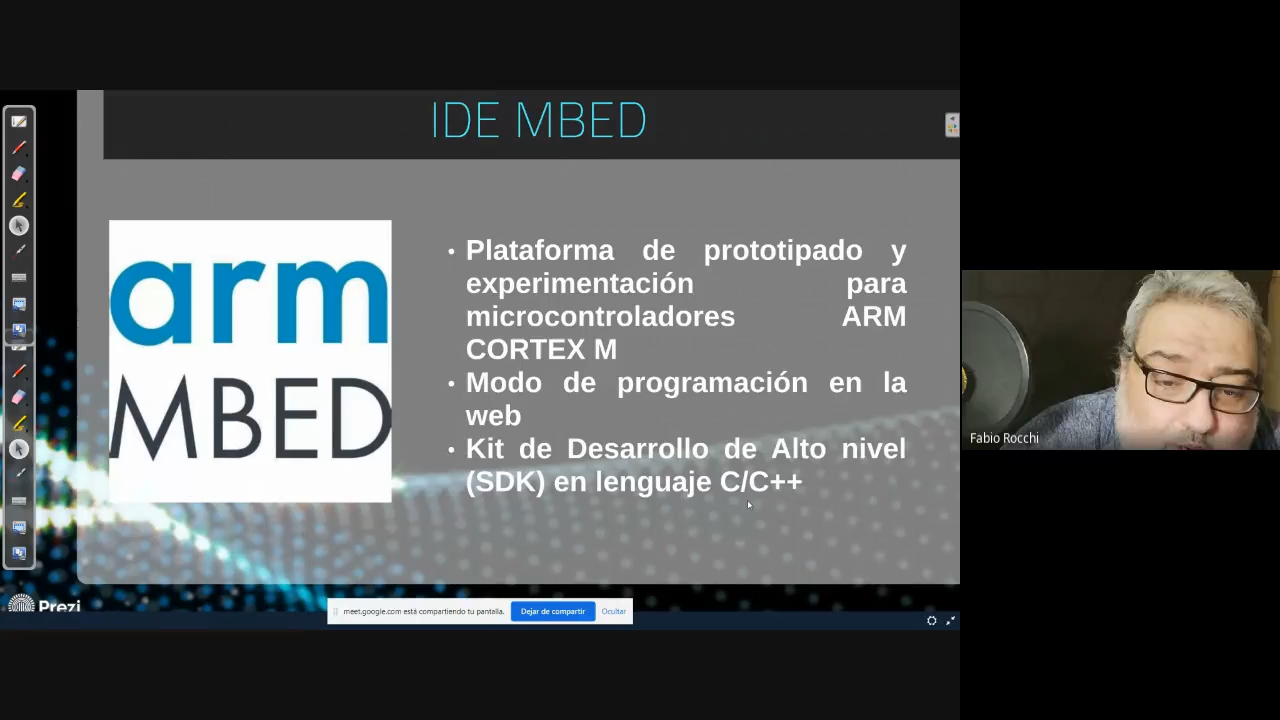 IDE MBED
arm
MBED
• Plataforma de prototipado y
experimentación para
microcontroladores ARM
CORTEX M
• Modo de programación en la
web
• Kit de Desarrollo de Alto nivel
(SDK) en lenguaje C/C++
Fabio Rocchi
Prezi
meet.google.com está compartiendo tu pantalla. Dejar de compartir Ocultar